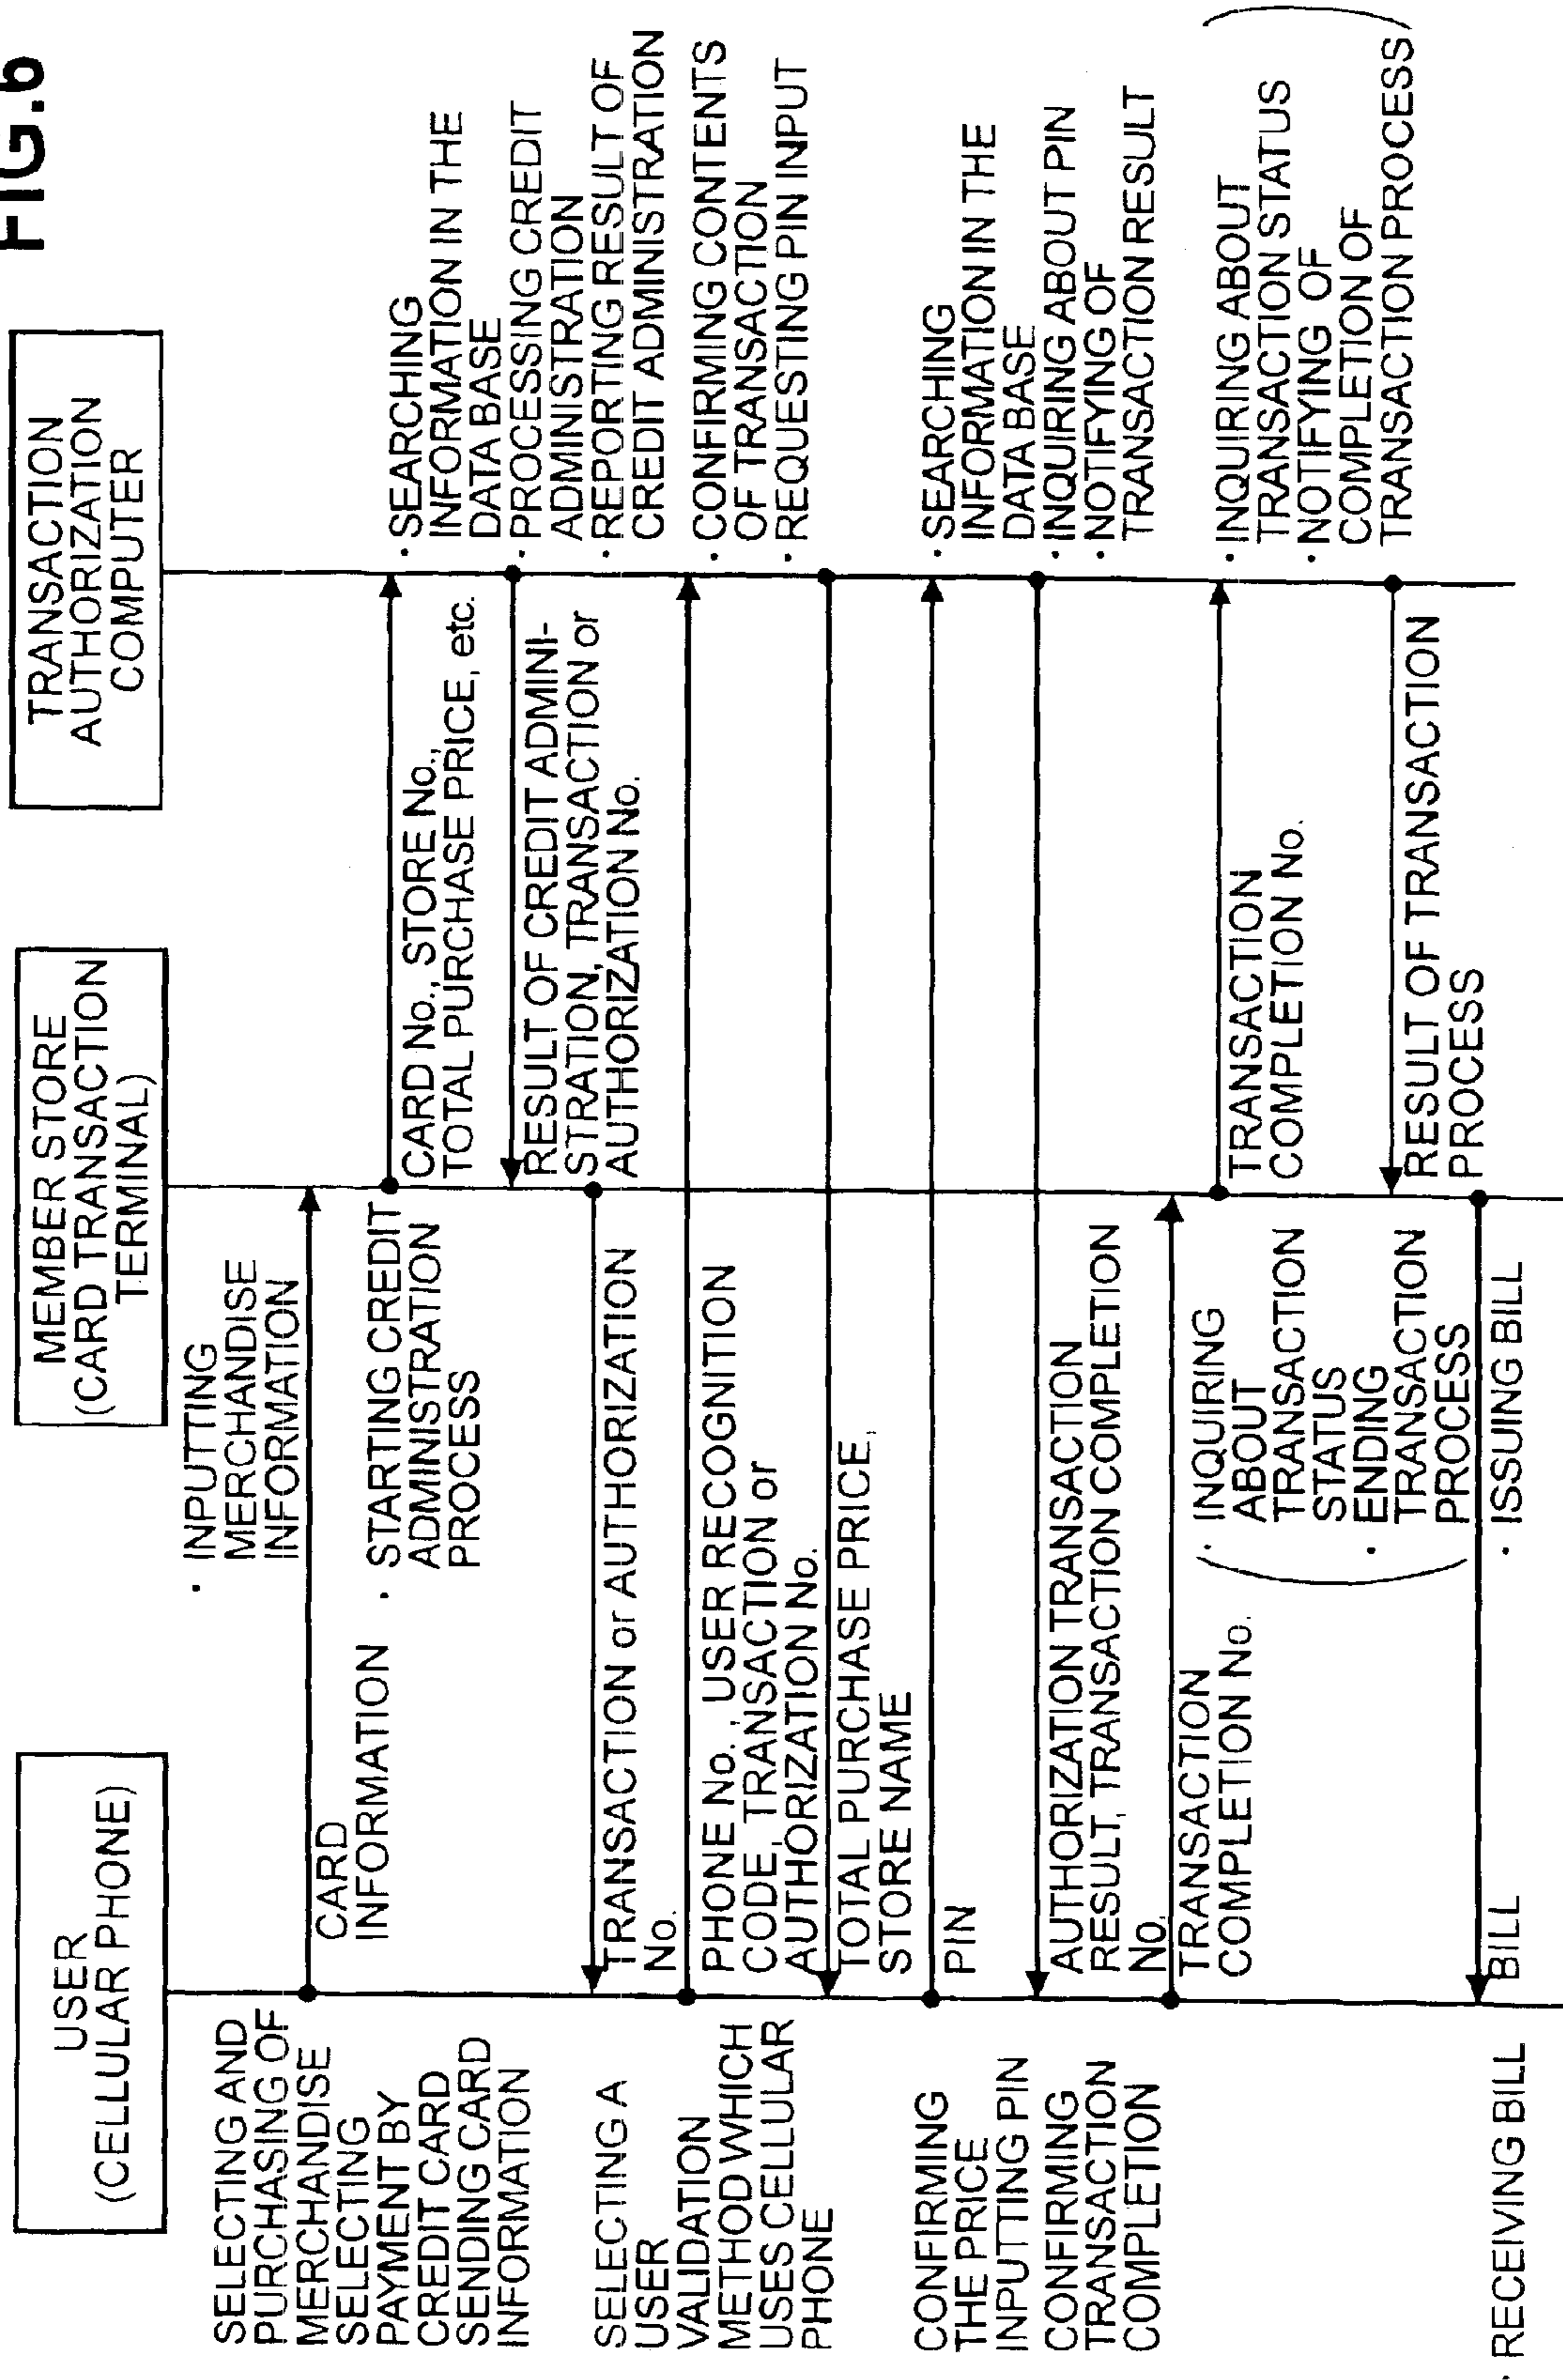 FIG.6
USER
(CELLULAR PHONE)
MEMBER STORE
(CARD TRANSACTION
TERMINAL)
TRANSACTION
AUTHORIZATION
COMPUTER
SELECTING AND
PURCHASING OF
MERCHANDISE
SELECTING
PAYMENT BY
CREDIT CARD
SENDING CARD
INFORMATION
SELECTING A
USER
VALIDATION
METHOD WHICH
USES CELLULAR
PHONE
CONFIRMING
THE PRICE
INPUTTING PIN
CONFIRMING
TRANSACTION
COMPLETION
· RECEIVING BILL
CARD
INFORMATION
TRANSACTION or AUTHORIZATION
No.
PHONE No., USER RECOGNITION
CODE, TRANSACTION or
AUTHORIZATION No.
TOTAL PURCHASE PRICE,
STORE NAME
PIN
AUTHORIZATION TRANSACTION
RESULT, TRANSACTION COMPLETION
No.
TRANSACTION
COMPLETION No.
BILL
· INPUTTING
MERCHANDISE
INFORMATION
· STARTING CREDIT
ADMINISTRATION
PROCESS
( · INQUIRING
ABOUT
TRANSACTION
STATUS
· ENDING
TRANSACTION
PROCESS
· ISSUING BILL
CARD No., STORE No.,
TOTAL PURCHASE PRICE, etc.
RESULT OF CREDIT ADMINI-
STRATION, TRANSACTION or
AUTHORIZATION No.
TRANSACTION
COMPLETION No.
RESULT OF TRANSACTION
PROCESS
· SEARCHING
INFORMATION IN THE
DATA BASE
· PROCESSING CREDIT
ADMINISTRATION
· REPORTING RESULT OF
CREDIT ADMINISTRATION
· CONFIRMING CONTENTS
OF TRANSACTION
· REQUESTING PIN INPUT
· SEARCHING
INFORMATION IN THE
DATA BASE
· INQUIRING ABOUT PIN
· NOTIFYING OF
TRANSACTION RESULT
· INQUIRING ABOUT
TRANSACTION STATUS
· NOTIFYING OF
COMPLETION OF
TRANSACTION PROCESS )